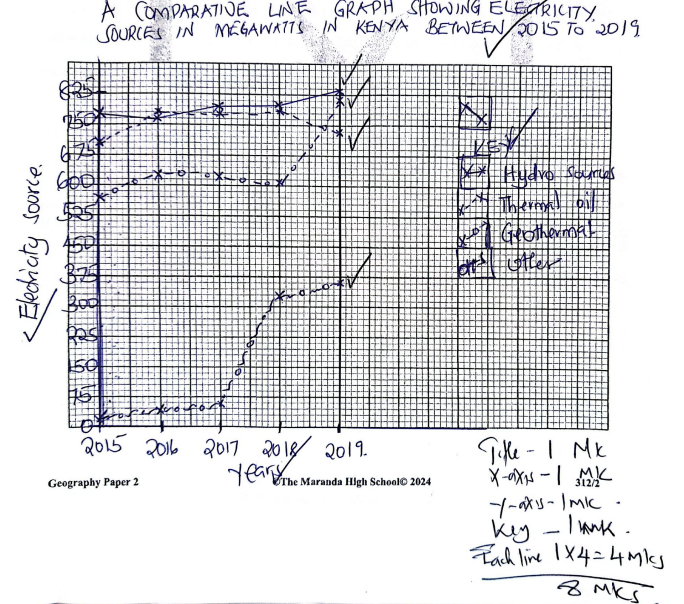 A COMPARATIVE LINE GRAPH SHOWING ELECTRICITY
SOURCES IN MEGAWATTS IN KENYA BETWEEN 2015 TO 2019.
825
750
675
600
525
450
375
300
225
150
75
0
Electricity source.
2015 2016 2017 2018 2019.
Years
KEY
Hydro sources
Thermal oil
Geothermal
Other
Geography Paper 2
©The Maranda High School© 2024
312/2
Title - 1 Mk
X-axis - 1 Mk
y-axis - 1 Mk.
Key - 1 mk.
Each line 1x4 = 4 mks
8 Mks